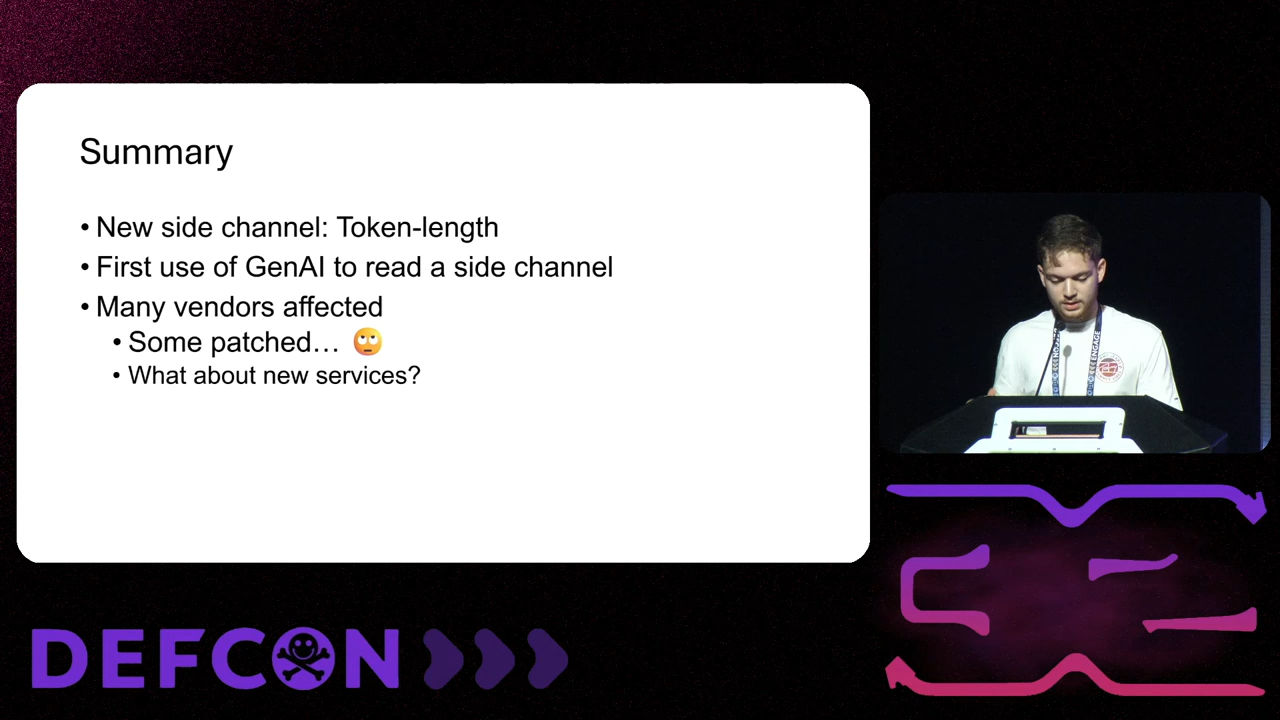 Summary
• New side channel: Token-length
• First use of GenAI to read a side channel
• Many vendors affected
• Some patched… 🙄
• What about new services?
ENGAGE
DEFCON